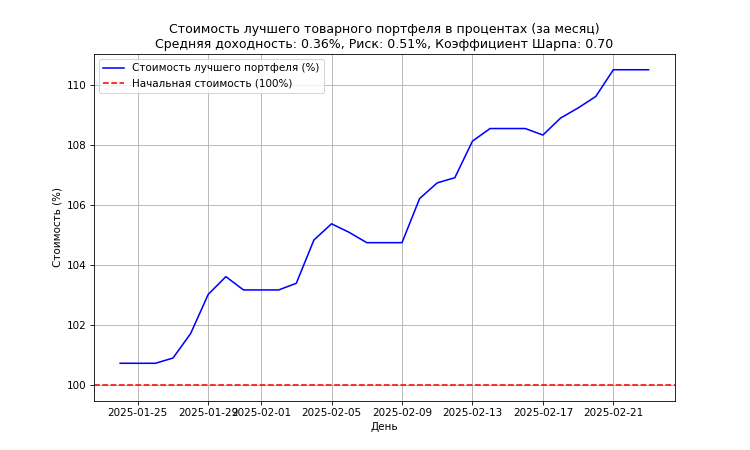 Стоимость лучшего товарного портфеля в процентах (за месяц)
Средняя доходность: 0.36%, Риск: 0.51%, Коэффициент Шарпа: 0.70
Стоимость лучшего портфеля (%)
Начальная стоимость (100%)
Стоимость (%)
110
108
106
104
102
100
2025-01-25
2025-01-29
2025-02-01
2025-02-05
2025-02-09
2025-02-13
2025-02-17
2025-02-21
День